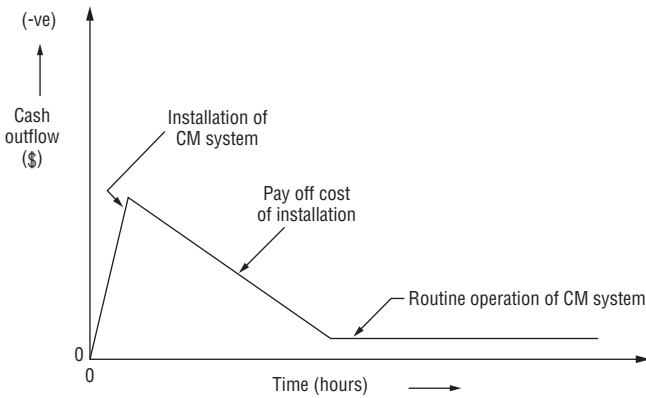 (-ve)
Cash
outflow
($)
Installation of
CM system
Pay off cost
of installation
Routine operation of CM system
0
0
Time (hours)